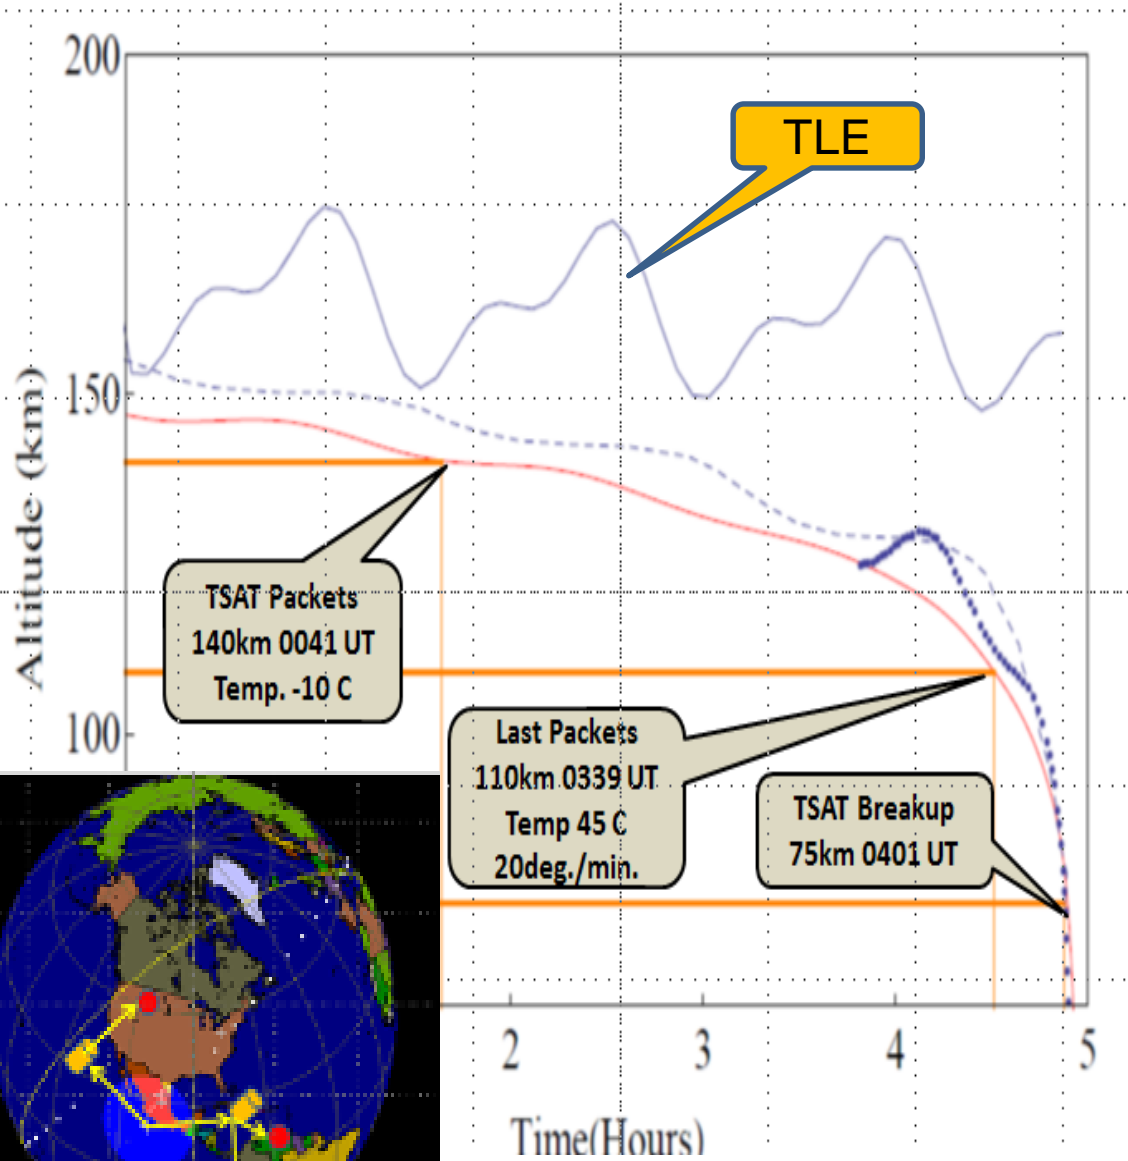 200
TLE
150
Altitude (km)
TSAT Packets
140km 0041 UT
Temp. -10 C
100
Last Packets
110km 0339 UT
Temp 45 C
20deg./min.
TSAT Breakup
75km 0401 UT
2 3 4 5
Time(Hours)